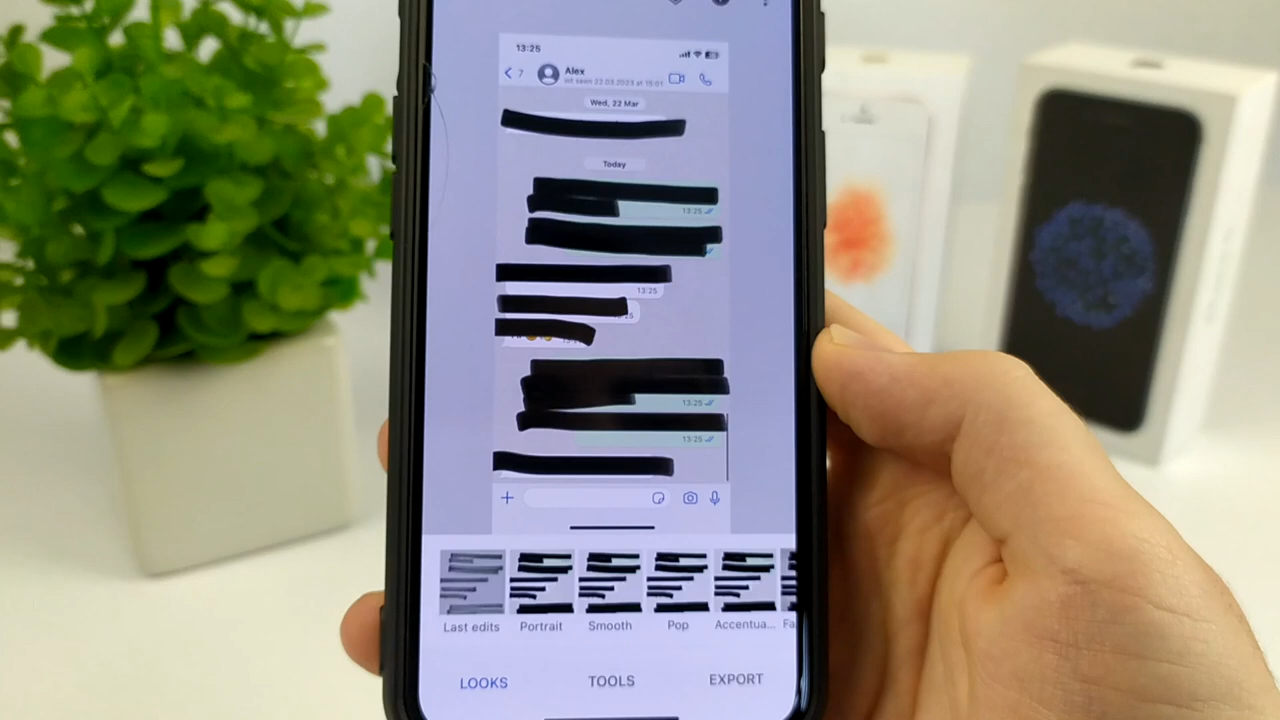 13:25
7
Alex
last seen 22.03.2023 at 15:01
Wed, 22 Mar
Today
13:25
13:25
13:25
13:25
Last edits
Portrait
Smooth
Pop
Accentua...
LOOKS
TOOLS
EXPORT